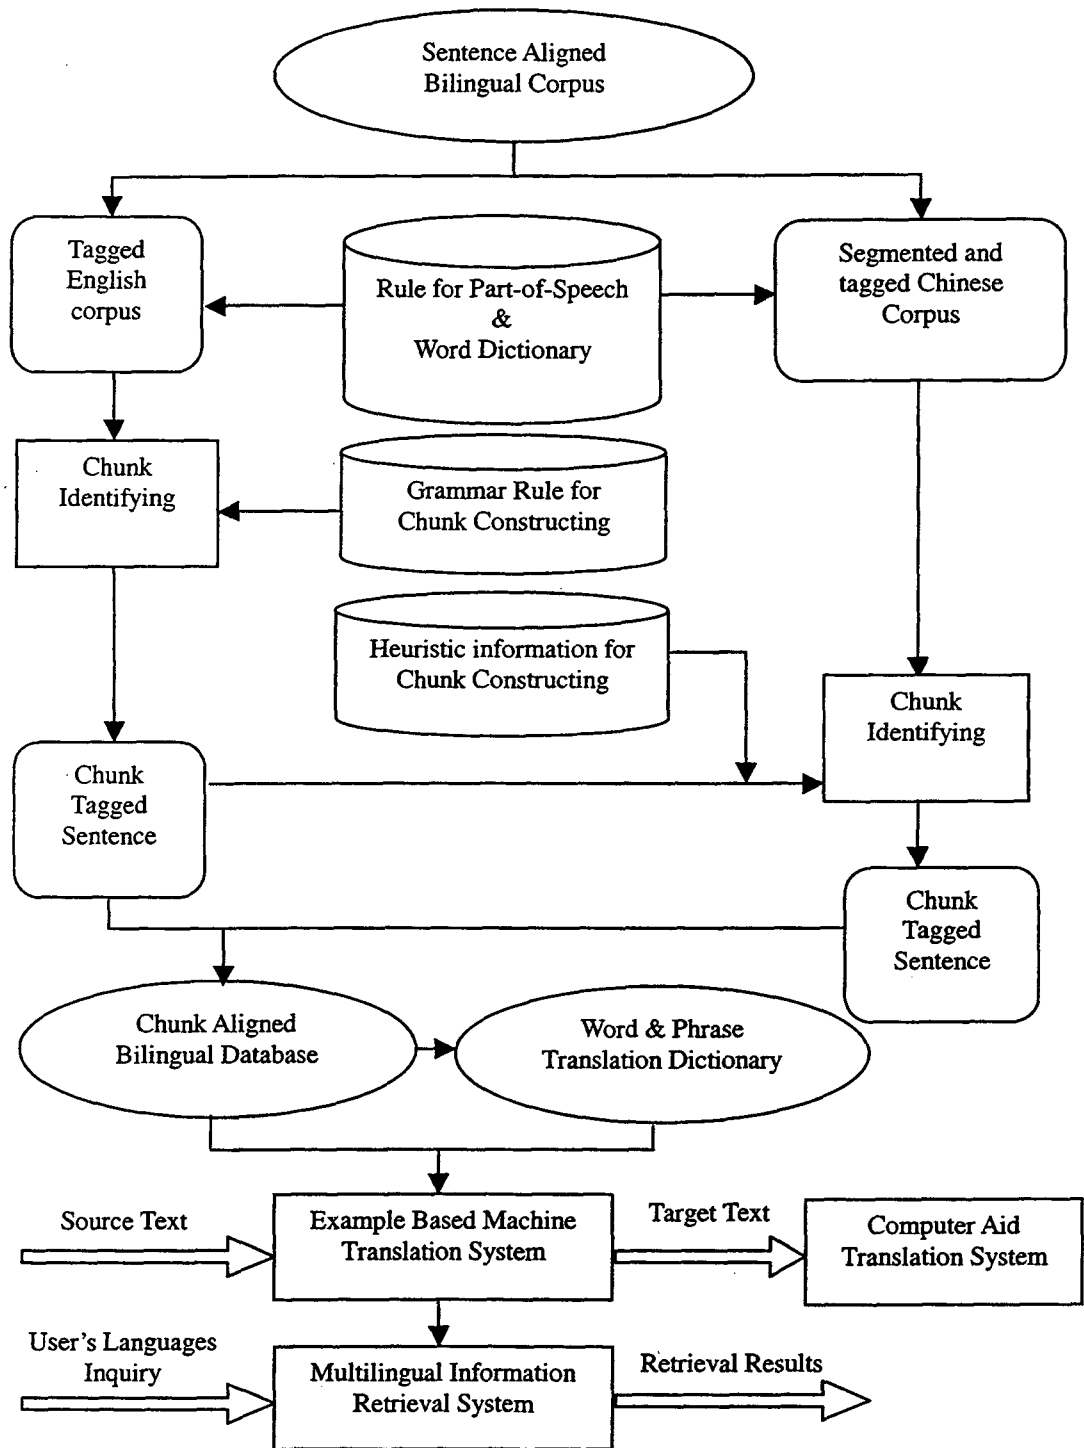 Sentence Aligned
Bilingual Corpus
Tagged
English
corpus
Rule for Part-of-Speech
&
Word Dictionary
Segmented and
tagged Chinese
Corpus
Chunk
Identifying
Grammar Rule for
Chunk Constructing
Heuristic information for
Chunk Constructing
Chunk
Identifying
Chunk
Tagged
Sentence
Chunk
Tagged
Sentence
Chunk Aligned
Bilingual Database
Word & Phrase
Translation Dictionary
Source Text
Example Based Machine
Translation System
Target Text
Computer Aid
Translation System
User's Languages
Inquiry
Multilingual Information
Retrieval System
Retrieval Results